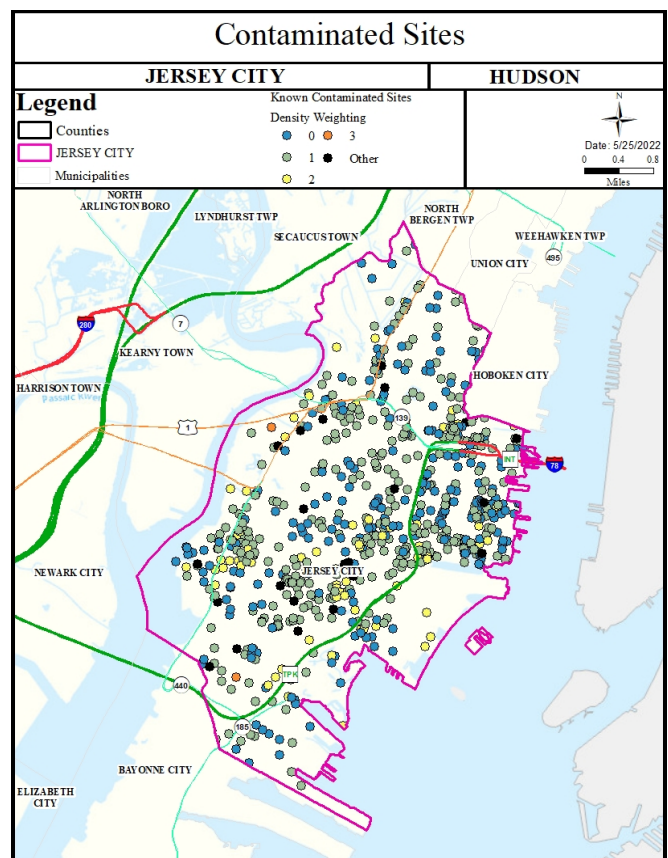 Contaminated Sites
JERSEY CITY
HUDSON
Legend
Counties
JERSEY CITY
Municipalities
Known Contaminated Sites
Density Weighting
0
3
1
Other
2
N
Date: 5/25/2022
0 0.4 0.8
Miles
NORTH
ARLINGTON BORO
LYNDHURST TWP
SECAUCUS TOWN
NORTH
BERGEN TWP
WEEHAWKEN TWP
UNION CITY
495
280
7
KEARNY TOWN
HARRISON TOWN
Passaic River
HOBOKEN CITY
1
139
INT
78
NEWARK CITY
JERSEY CITY
TPK
440
185
BAYONNE CITY
ELIZABETH
CITY